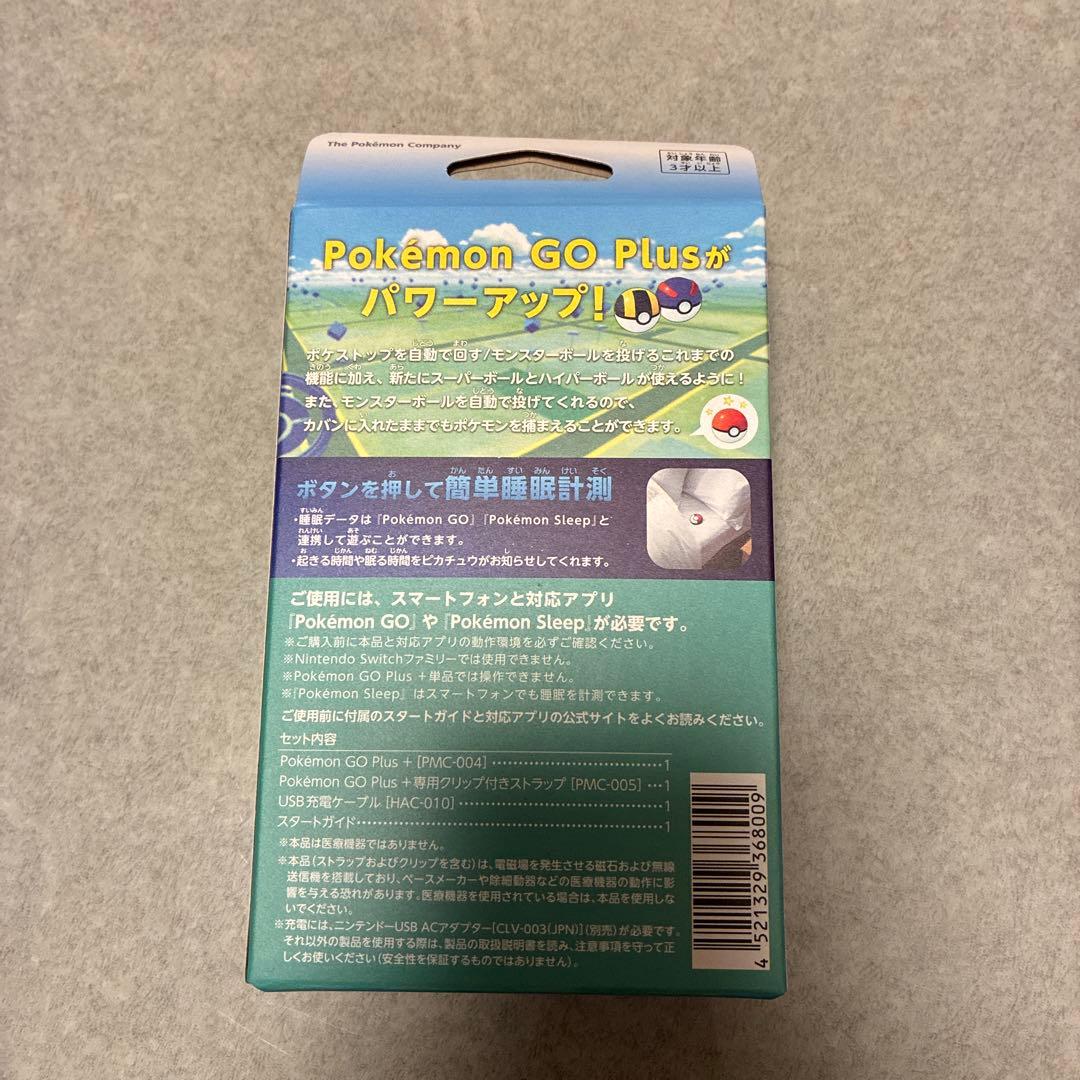 The Pokémon Company
対象年齢
3才以上
Pokémon GO Plusが
パワーアップ!
ポケストップを自動で回す/モンスターボールを投げるこれまでの
機能に加え、新たにスーパーボールとハイパーボールが使えるように!
また、モンスターボールを自動で投げてくれるので、
カバンに入れたままでもポケモンを捕まえることができます。
ボタンを押して簡単睡眠計測
・睡眠データは『Pokémon GO』『Pokémon Sleep』と
連携して遊ぶことができます。
・起きる時間や眠る時間をピカチュウがお知らせしてくれます。
ご使用には、スマートフォンと対応アプリ
『Pokémon GO』や『Pokémon Sleep』が必要です。
※ご購入前に本品と対応アプリの動作環境を必ずご確認ください。
※Nintendo Switchファミリーでは使用できません。
※Pokémon GO Plus +単品では操作できません。
※『Pokémon Sleep』はスマートフォンでも睡眠を計測できます。
ご使用前に付属のスタートガイドと対応アプリの公式サイトをよくお読みください。
セット内容
Pokémon GO Plus + [PMC-004] ……………………………1
Pokémon GO Plus +専用クリップ付きストラップ [PMC-005] …1
USB充電ケーブル [HAC-010] ……………………………1
スタートガイド……………………………………………1
※本品は医療機器ではありません。
※本品(ストラップおよびクリップを含む)は、電磁場を発生させる磁石および無線
送信機を搭載しており、ペースメーカーや除細動器などの医療機器の動作に影
響を与える恐れがあります。医療機器を使用されている場合は、本品を使用しな
いでください。
※充電には、ニンテンドーUSB ACアダプター[CLV-003(JPN)](別売)が必要です。
それ以外の製品を使用する際は、製品の取扱説明書を読み、注意事項を守って正
しくお使いください(安全性を保証するものではありません)。
4 521329 368009